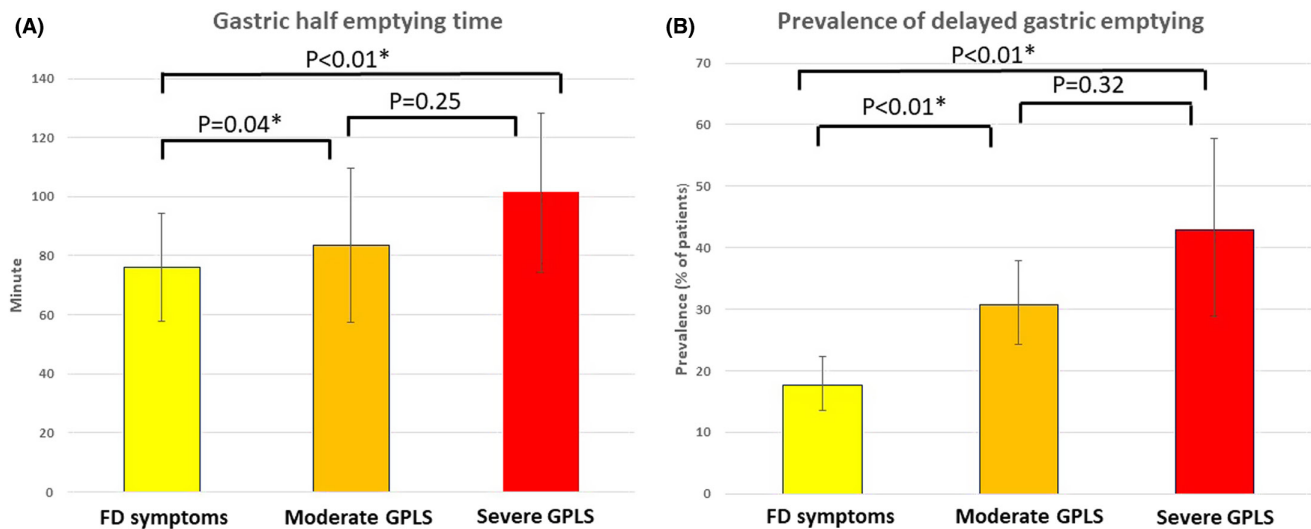 (A)
Gastric half emptying time
P<0.01*
P=0.25
P=0.04*
140
120
100
80
60
40
20
0
Minute
FD symptoms
Moderate GPLS
Severe GPLS
(B)
Prevalence of delayed gastric emptying
P<0.01*
P=0.32
P<0.01*
70
60
50
40
30
20
10
0
Prevalence (% of patients)
FD symptoms
Moderate GPLS
Severe GPLS